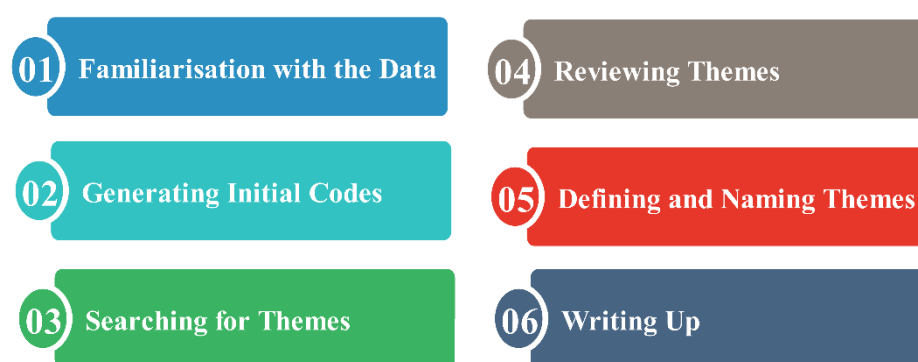 01 Familiarisation with the Data
02 Generating Initial Codes
03 Searching for Themes
04 Reviewing Themes
05 Defining and Naming Themes
06 Writing Up